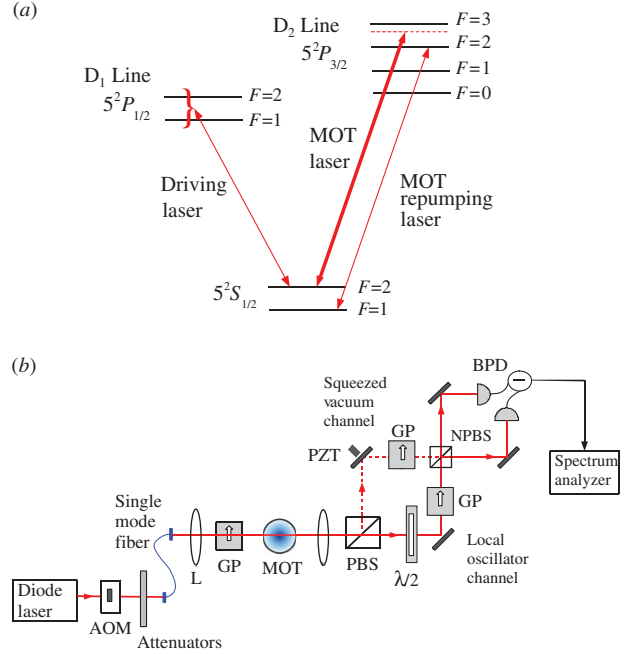 (a)
D₂ Line
5²P₃/₂
F=3
F=2
F=1
F=0
D₁ Line
5²P₁/₂
F=2
F=1
MOT
laser
Driving
laser
MOT
repumping
laser
5²S₁/₂
F=2
F=1
(b)
BPD
Squeezed
vacuum
channel
GP
NPBS
PZT
Spectrum
analyzer
Single
mode
fiber
GP
L
GP
MOT
PBS
λ/2
Local
oscillator
channel
Diode
laser
AOM
Attenuators